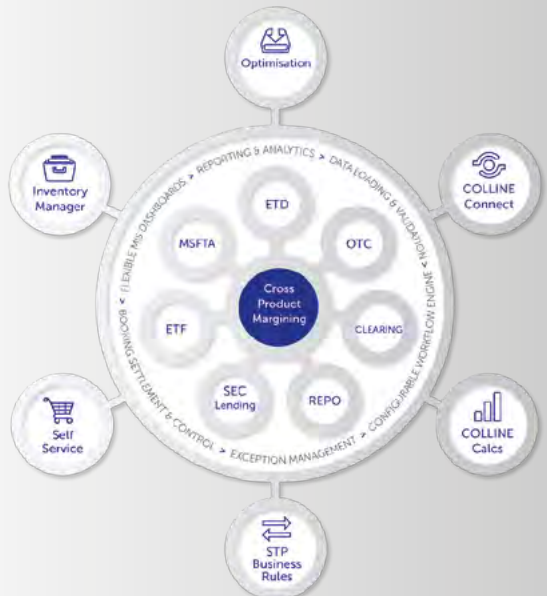 Optimisation
Inventory
Manager
COLLINE
Connect
FLEXIBLE MIS DASHBOARDS > REPORTING & ANALYTICS > DATA LOADING & VALIDATION > CONFIGURABLE WORKFLOW ENGINE
ETD
MSFTA
OTC
Cross
Product
Margining
ETF
CLEARING
SEC
Lending
REPO
BOOKING SETTLEMENT & CONTROL > EXCEPTION MANAGEMENT >
Self
Service
COLLINE
Calcs
STP
Business
Rules